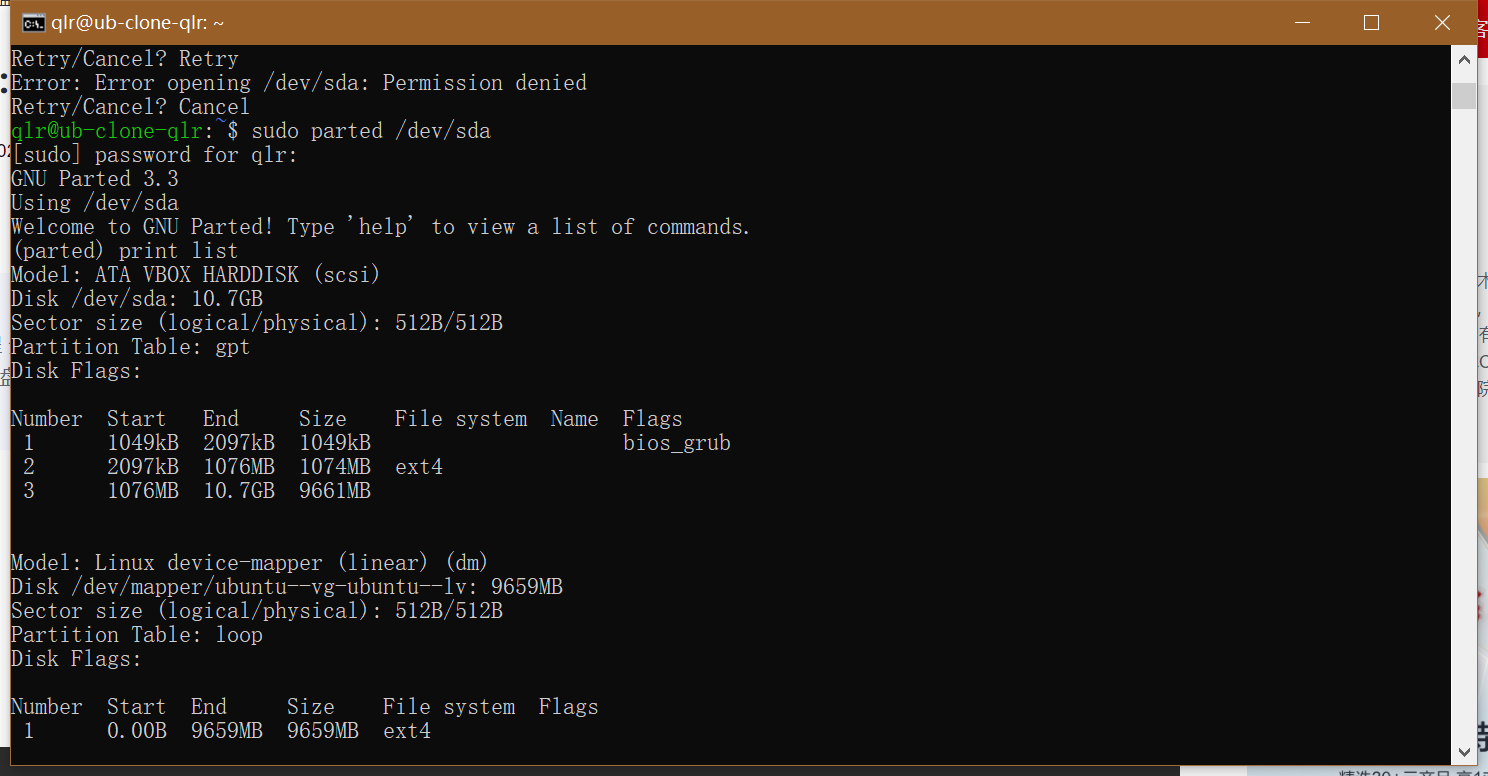 qlr@ub-clone-qlr: ~
Retry/Cancel? Retry
Error: Error opening /dev/sda: Permission denied
Retry/Cancel? Cancel
qlr@ub-clone-qlr:~$ sudo parted /dev/sda
[sudo] password for qlr:
GNU Parted 3.3
Using /dev/sda
Welcome to GNU Parted! Type 'help' to view a list of commands.
(parted) print list
Model: ATA VBOX HARDDISK (scsi)
Disk /dev/sda: 10.7GB
Sector size (logical/physical): 512B/512B
Partition Table: gpt
Disk Flags:
Number  Start   End     Size    File system  Name  Flags
 1      1049kB  2097kB  1049kB                     bios_grub
 2      2097kB  1076MB  1074MB  ext4
 3      1076MB  10.7GB  9661MB
Model: Linux device-mapper (linear) (dm)
Disk /dev/mapper/ubuntu--vg-ubuntu--lv: 9659MB
Sector size (logical/physical): 512B/512B
Partition Table: loop
Disk Flags:
Number  Start  End     Size    File system  Flags
 1      0.00B  9659MB  9659MB  ext4